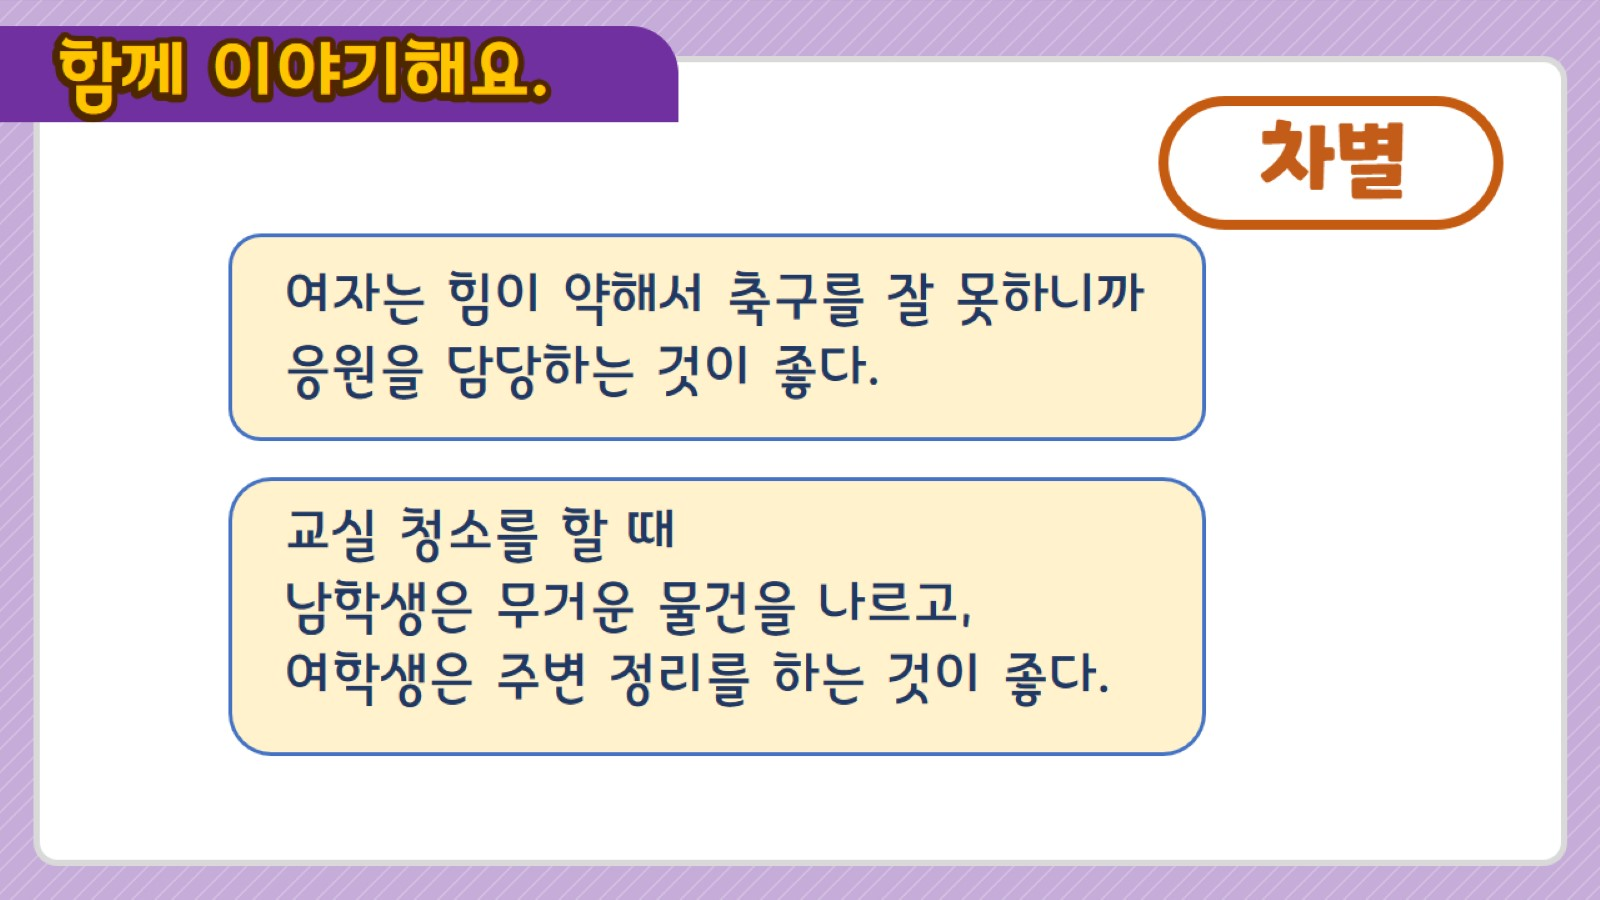 함께 이야기해요.
차별
여자는 힘이 약해서 축구를 잘 못하니까
응원을 담당하는 것이 좋다.
교실 청소를 할 때
남학생은 무거운 물건을 나르고,
여학생은 주변 정리를 하는 것이 좋다.